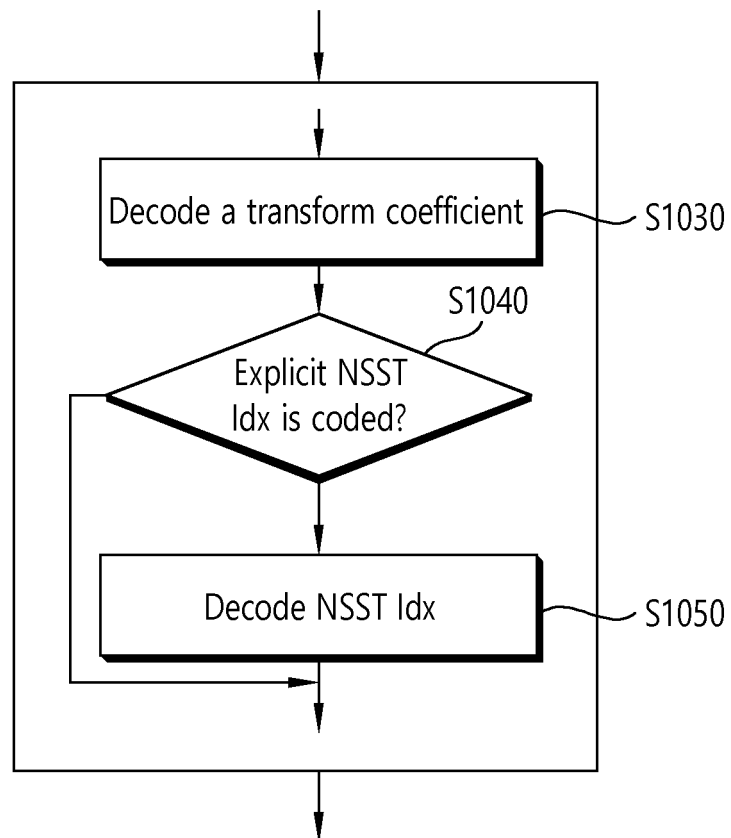 Decode a transform coefficient
S1030
S1040
Explicit NSST
Idx is coded?
Decode NSST Idx
S1050